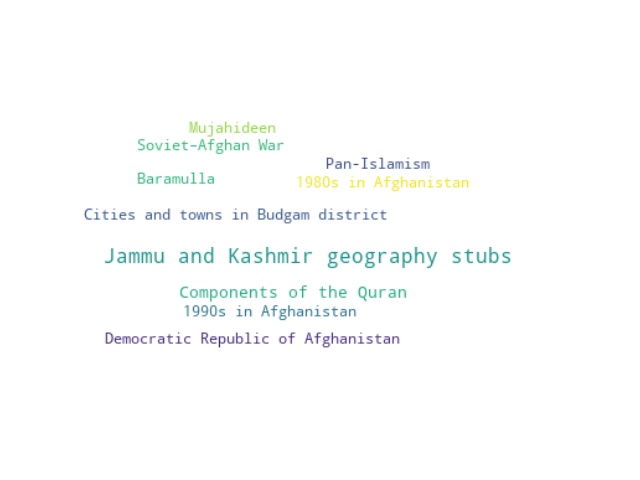 Mujahideen
Soviet-Afghan War
Pan-Islamism
Baramulla
1980s in Afghanistan
Cities and towns in Budgam district
Jammu and Kashmir geography stubs
Components of the Quran
1990s in Afghanistan
Democratic Republic of Afghanistan